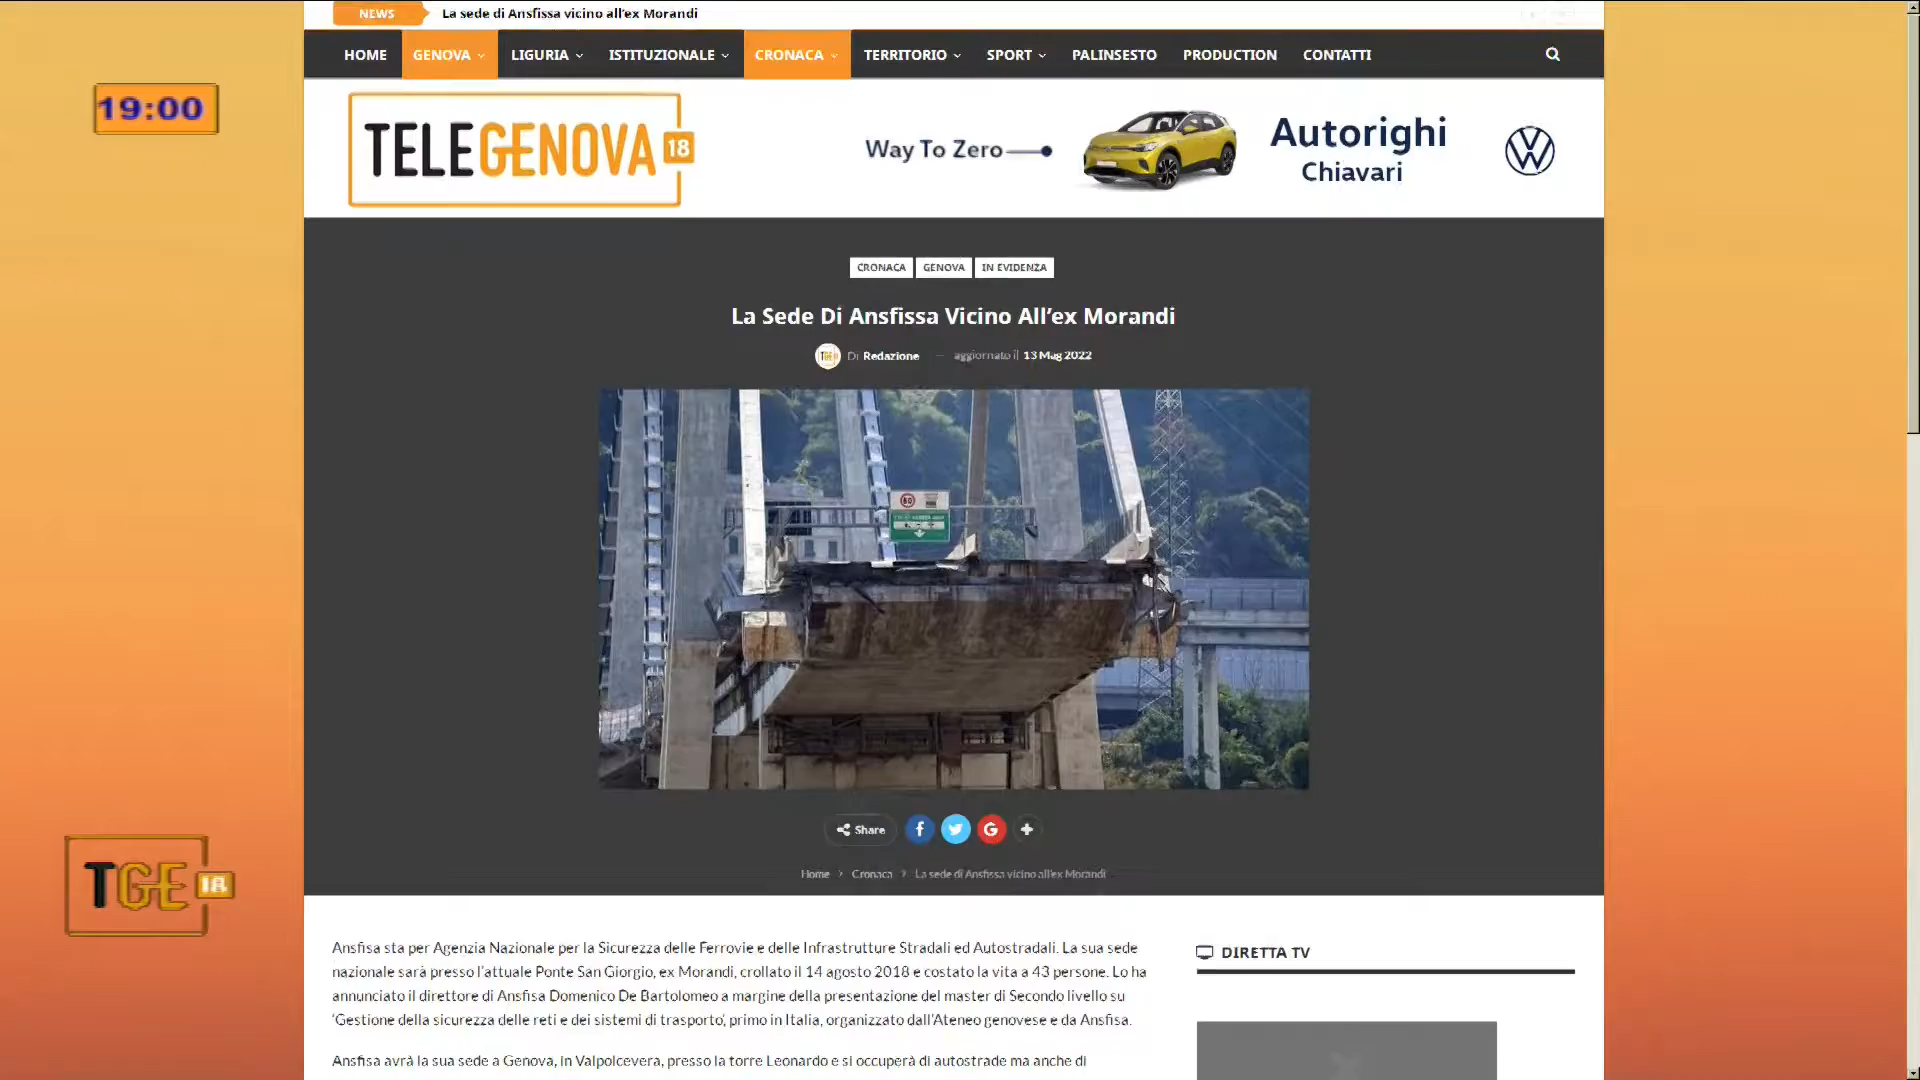 NEWS La sede di Ansfissa vicino all'ex Morandi
HOME GENOVA LIGURIA ISTITUZIONALE CRONACA TERRITORIO SPORT PALINSESTO PRODUCTION CONTATTI
19:00
TELEGENOVA 18
Way To Zero
Autorighi
Chiavari
CRONACA GENOVA IN EVIDENZA
La Sede Di Ansfissa Vicino All'ex Morandi
Di Redazione — aggiornato il 13 Mag 2022
60
Share
Home > Cronaca > La sede di Ansfissa vicino all'ex Morandi
TGE 18
Ansfisa sta per Agenzia Nazionale per la Sicurezza delle Ferrovie e delle Infrastrutture Stradali ed Autostradali. La sua sede
nazionale sarà presso l'attuale Ponte San Giorgio, ex Morandi, crollato il 14 agosto 2018 e costato la vita a 43 persone. Lo ha
annunciato il direttore di Ansfisa Domenico De Bartolomeo a margine della presentazione del master di Secondo livello su
'Gestione della sicurezza delle reti e dei sistemi di trasporto', primo in Italia, organizzato dall'Ateneo genovese e da Ansfisa.
Ansfisa avrà la sua sede a Genova, in Valpolcevera, presso la torre Leonardo e si occuperà di autostrade ma anche di
DIRETTA TV